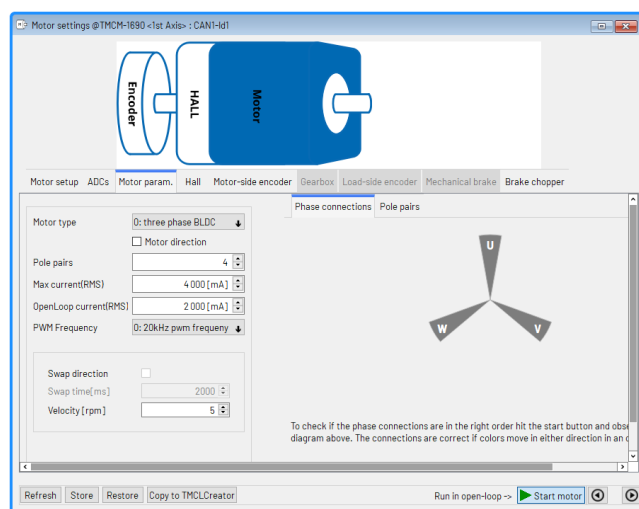 Motor settings @TMCM-1690 <1st Axis> : CAN1-Id1
Encoder
HALL
Motor
Motor setup ADCs Motor param. Hall Motor-side encoder Gearbox Load-side encoder Mechanical brake Brake chopper
Phase connections Pole pairs
Motor type 0: three phase BLDC
Motor direction
Pole pairs 4
Max current(RMS) 4 000 [mA]
OpenLoop current(RMS) 2 000 [mA]
PWM Frequency 0: 20kHz pwm frequeny
U
W V
Swap direction
Swap time[ms] 2000
Velocity [rpm] 5
To check if the phase connections are in the right order hit the start button and obse
diagram above. The connections are correct if colors move in either direction in an
Refresh Store Restore Copy to TMCLCreator Run in open-loop -> Start motor